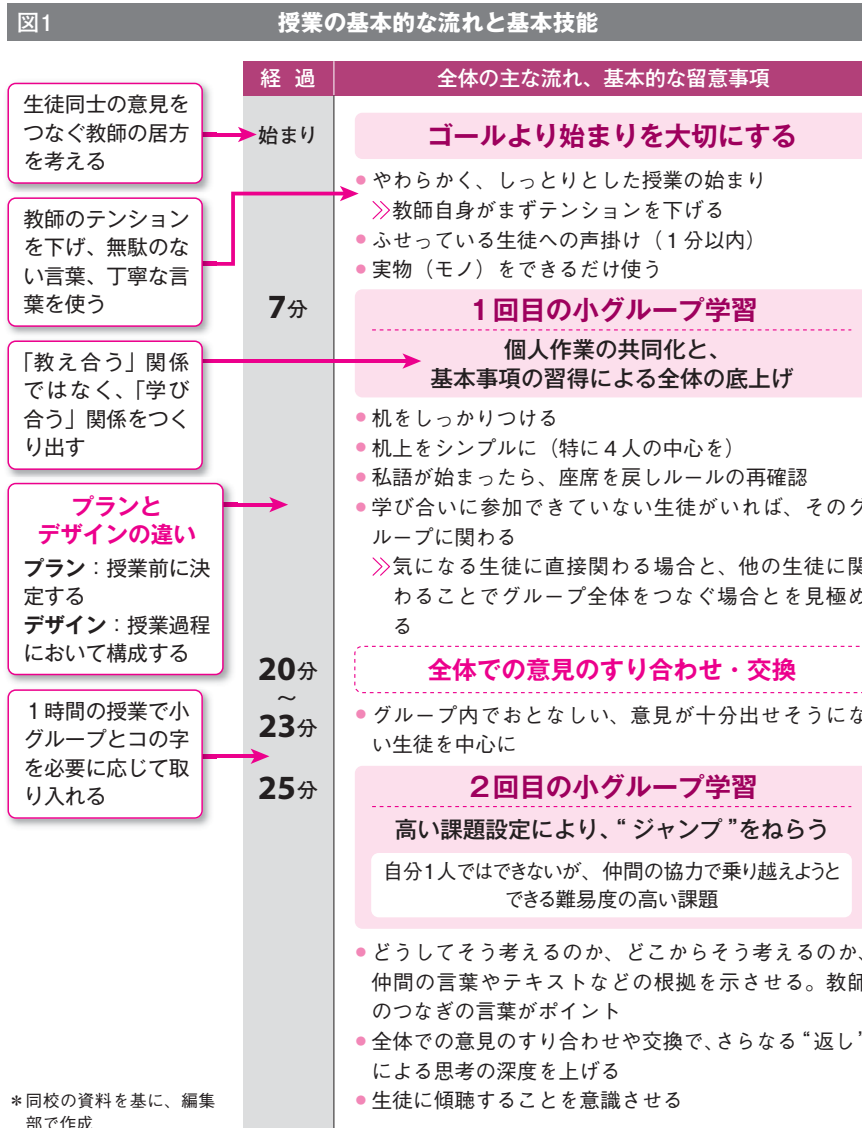 図1
授業の基本的な流れと基本技能
経 過
全体の主な流れ、基本的な留意事項
生徒同士の意見を
つなぐ教師の居方
を考える
教師のテンション
を下げ、無駄のな
い言葉、丁寧な言
葉を使う
「教え合う」関係
ではなく、「学び
合う」関係をつく
り出す
プランと
デザインの違い
プラン：授業前に決
定する
デザイン：授業過程
において構成する
1時間の授業で小
グループとコの字
を必要に応じて取
り入れる
始まり
ゴールより始まりを大切にする
●やわらかく、しっとりとした授業の始まり
≫教師自身がまずテンションを下げる
●ふせっている生徒への声掛け（1分以内）
●実物（モノ）をできるだけ使う
7分
1回目の小グループ学習
個人作業の共同化と、
基本事項の習得による全体の底上げ
●机をしっかりつける
●机上をシンプルに（特に4人の中心を）
●私語が始まったら、座席を戻しルールの再確認
●学び合いに参加できていない生徒がいれば、そのグ
ループに関わる
≫気になる生徒に直接関わる場合と、他の生徒に関
わることでグループ全体をつなぐ場合とを見極め
る
20分
〜
23分
全体での意見のすり合わせ・交換
●グループ内でおとなしい、意見が十分出せそうにな
い生徒を中心に
25分
2回目の小グループ学習
高い課題設定により、“ジャンプ”をねらう
自分1人ではできないが、仲間の協力で乗り越えようと
できる難易度の高い課題
●どうしてそう考えるのか、どこからそう考えるのか、
仲間の言葉やテキストなどの根拠を示させる。教師
のつなぎの言葉がポイント
●全体での意見のすり合わせや交換で、さらなる“返し”
による思考の深度を上げる
●生徒に傾聴することを意識させる
＊同校の資料を基に、編集
部で作成